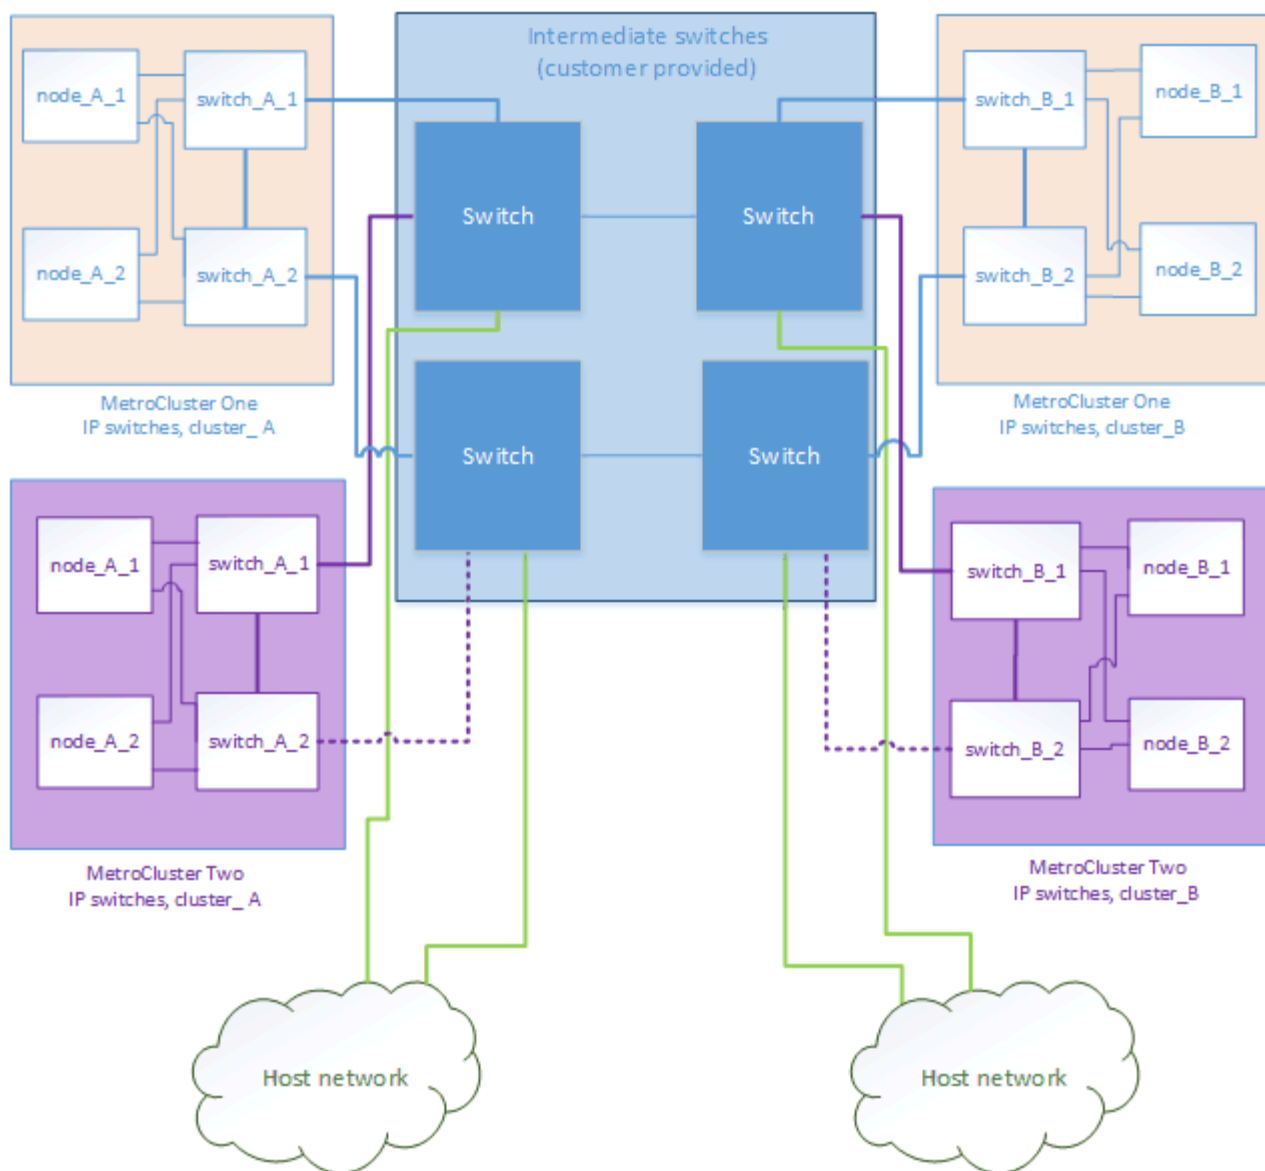 Intermediate switches
(customer provided)
node_A_1
switch_A_1
node_A_2
switch_A_2
MetroCluster One
IP switches, cluster_ A
Switch
Switch
Switch
Switch
switch_B_1
node_B_1
switch_B_2
node_B_2
MetroCluster One
IP switches, cluster_B
node_A_1
switch_A_1
node_A_2
switch_A_2
MetroCluster Two
IP switches, cluster_ A
switch_B_1
node_B_1
switch_B_2
node_B_2
MetroCluster Two
IP switches, cluster_B
Host network
Host network